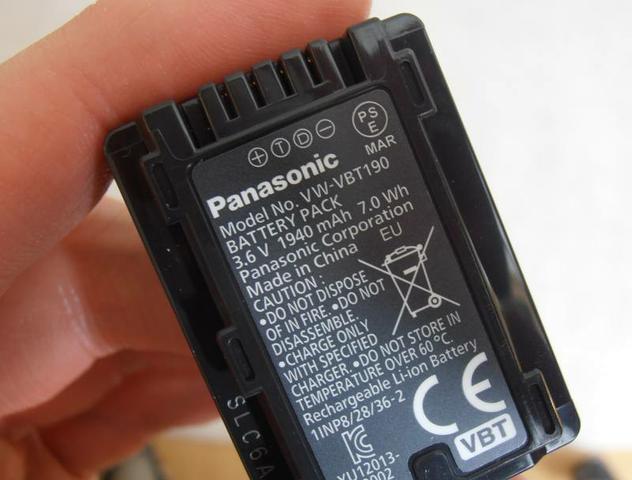 + T D −
PS E
MAR
Panasonic
Model No. VW-VBT190
BATTERY PACK
3.6 V 1940 mAh 7.0 Wh
Panasonic Corporation
Made in China
EU
CAUTION :
•DO NOT DISPOSE
OF IN FIRE. •DO NOT
DISASSEMBLE.
•CHARGE ONLY
WITH SPECIFIED
CHARGER. •DO NOT STORE IN
TEMPERATURE OVER 60 °C.
Rechargeable Li-ion Battery
1INP8/28/36-2
CE
VBT
YU12013-
SLC6A